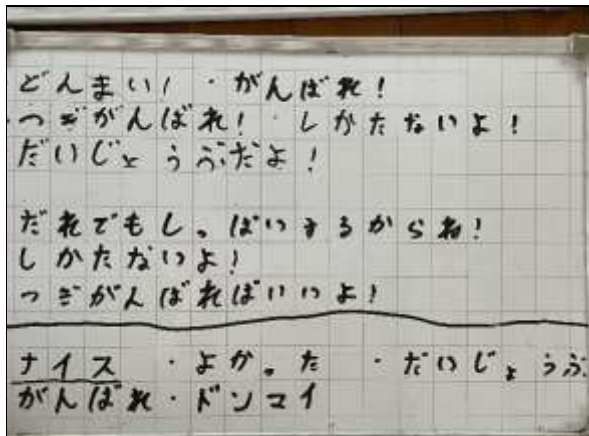 どんまい！・がんばれ！
・つぎがんばれ！・しかたないよ！
だいじょうぶだよ！
だれでもしっぱいするからね！
しかたないよ！
つぎがんばればいいよ！
ナイス・よかった・だいじょうぶ
がんばれ・ドンマイ